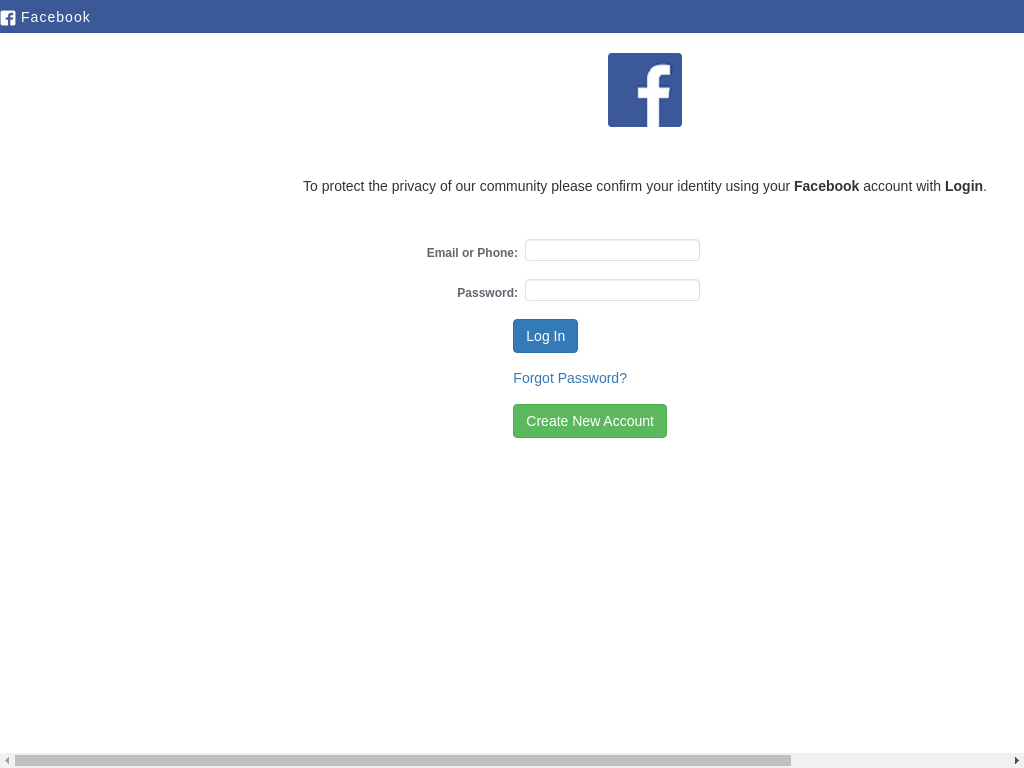 Facebook
To protect the privacy of our community please confirm your identity using your Facebook account with Login.
Email or Phone:
Password:
Log In
Forgot Password?
Create New Account